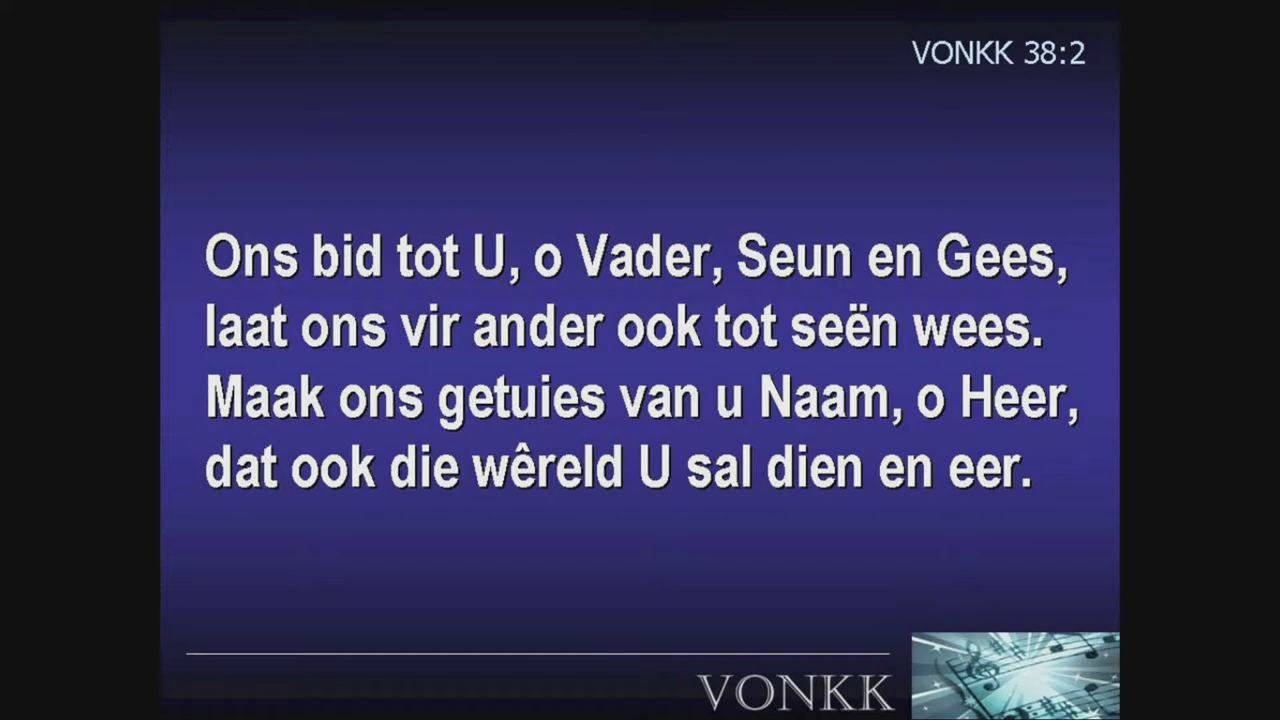 VONKK 38:2
Ons bid tot U, o Vader, Seun en Gees,
laat ons vir ander ook tot seën wees.
Maak ons getuies van u Naam, o Heer,
dat ook die wêreld U sal dien en eer.
VONKK